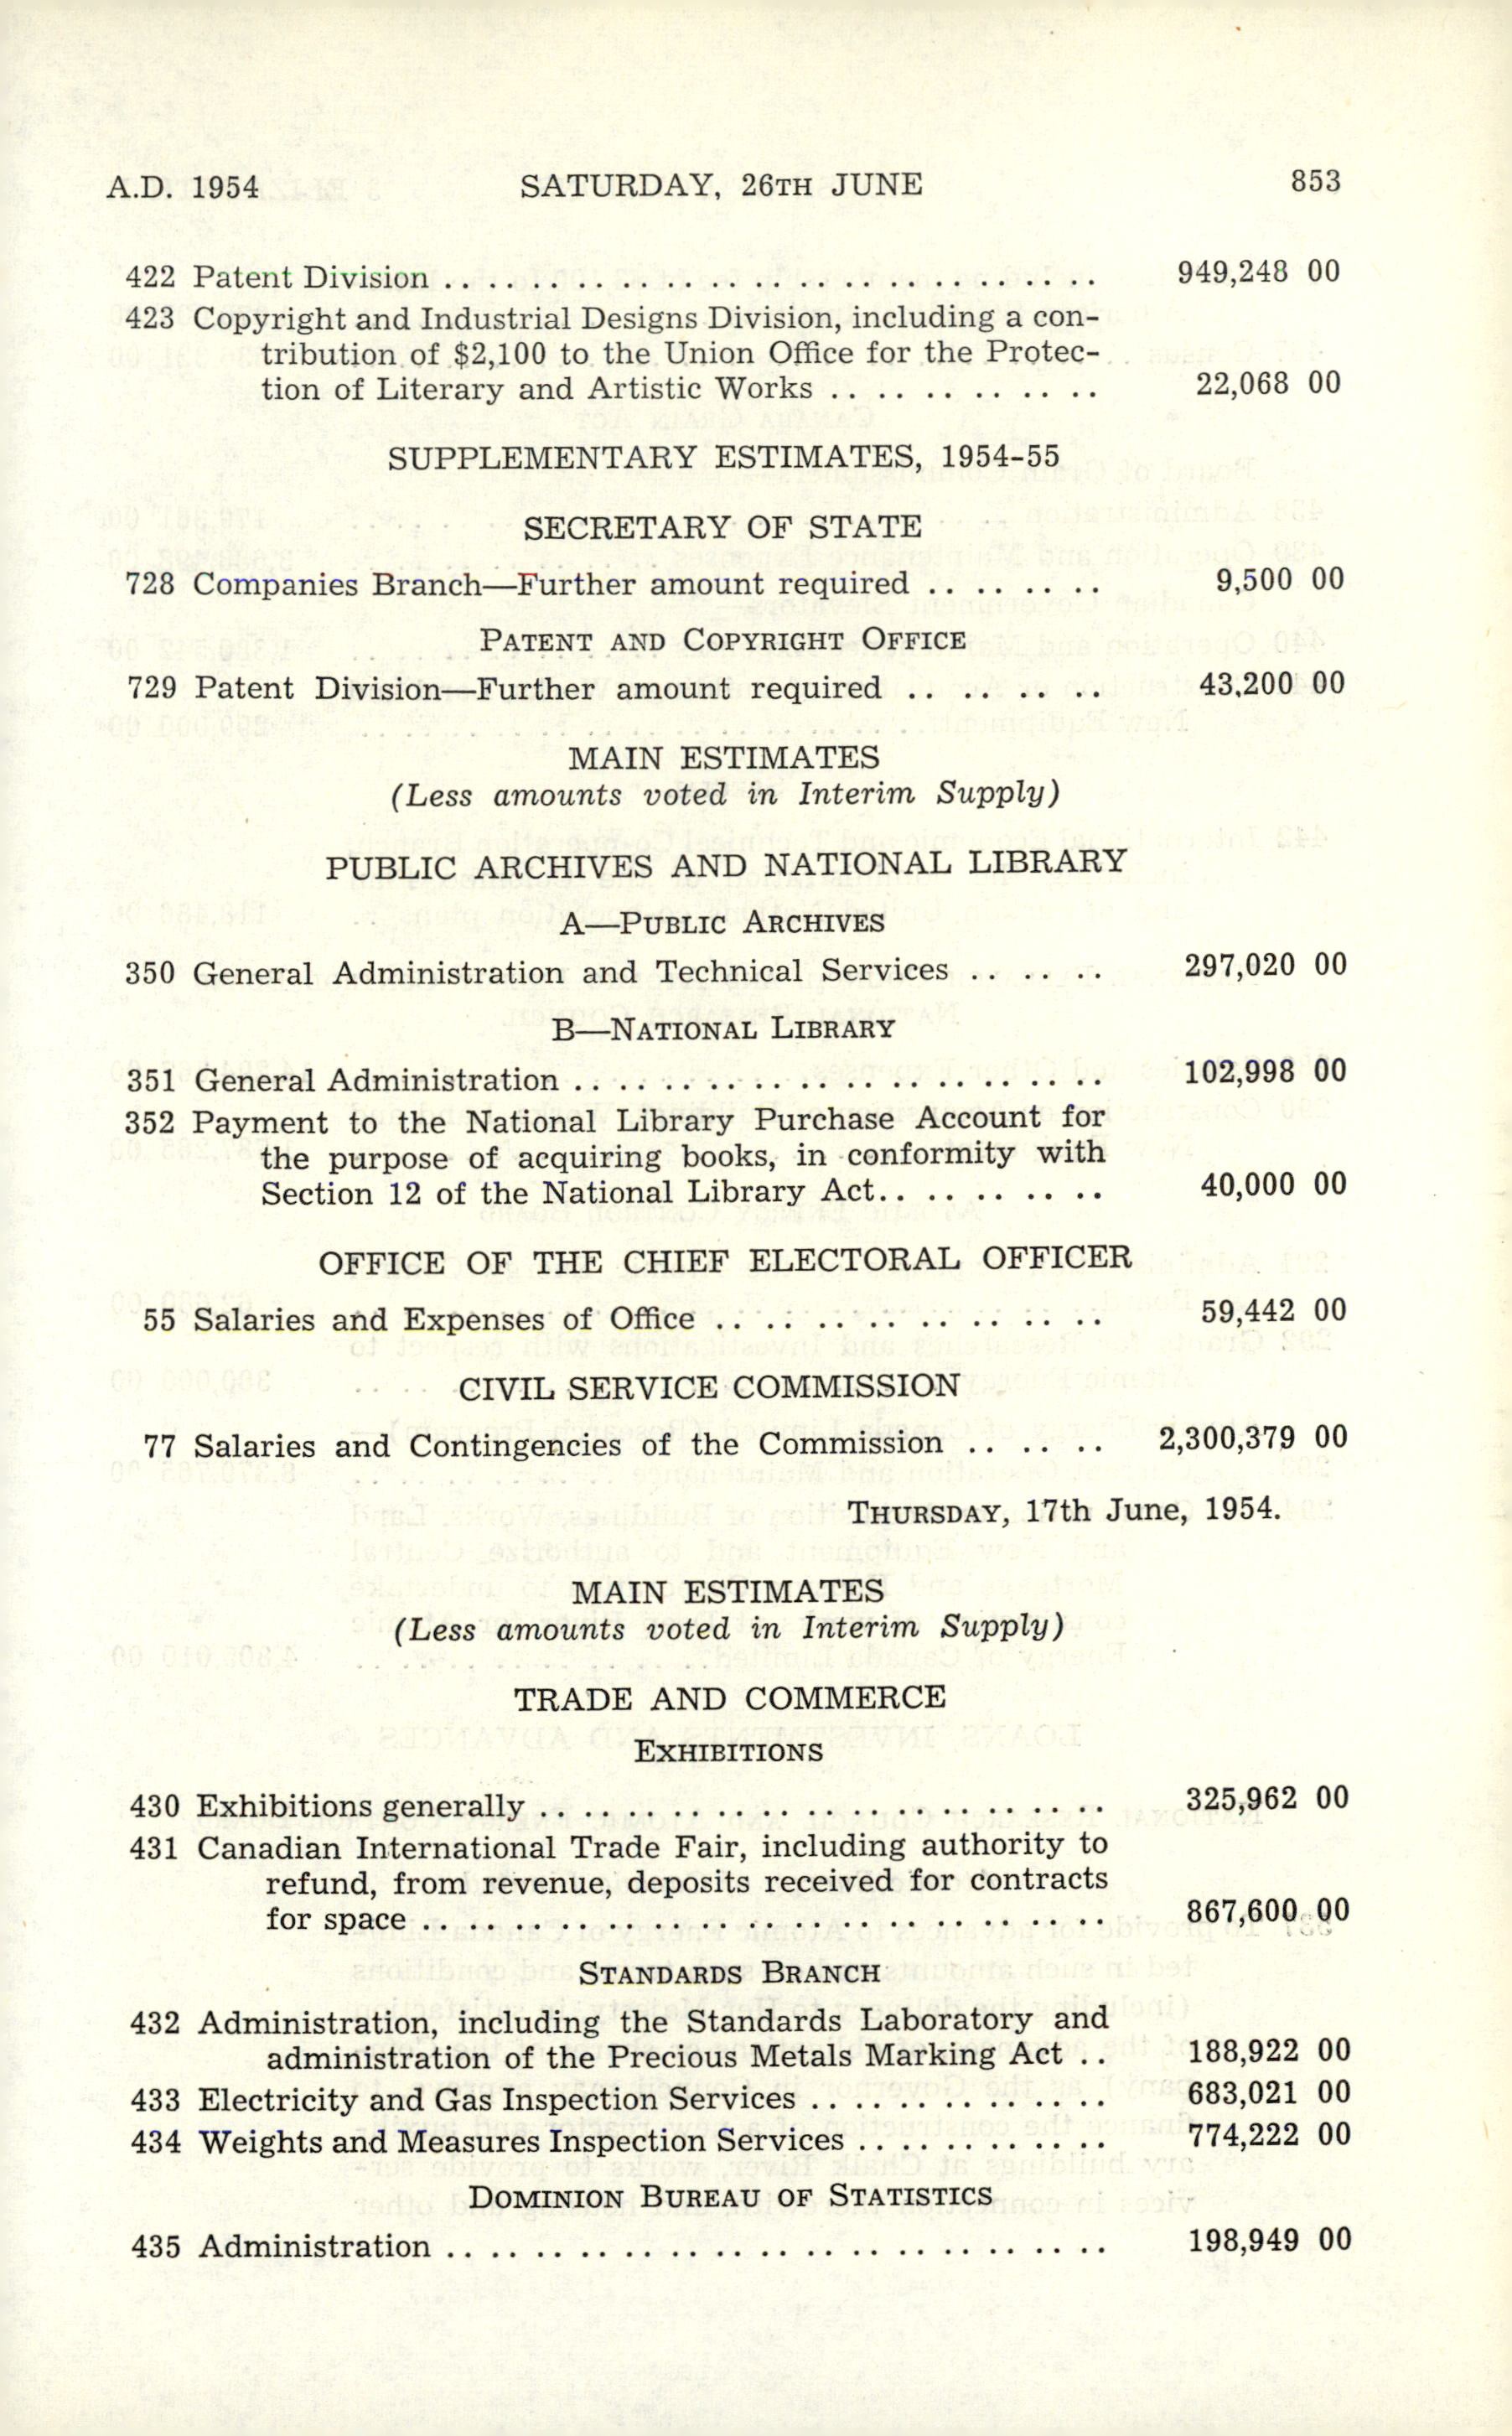 A.D. 1954 SATURDAY, 26TH JUNE 853
422 Patent Division . . . . . . . . . . . . . . . . . . . . . . . . . . . . . . 949,248 00
423 Copyright and Industrial Designs Division, including a con-
tribution of $2,100 to the Union Office for the Protec-
tion of Literary and Artistic Works . . . . . . . . . . . . 22,068 00
SUPPLEMENTARY ESTIMATES, 1954-55
SECRETARY OF STATE
728 Companies Branch—Further amount required . . . . . . . . 9,500 00
PATENT AND COPYRIGHT OFFICE
729 Patent Division—Further amount required . . . . . . . . 43,200 00
MAIN ESTIMATES
(Less amounts voted in Interim Supply)
PUBLIC ARCHIVES AND NATIONAL LIBRARY
A—PUBLIC ARCHIVES
350 General Administration and Technical Services . . . . . . 297,020 00
B—NATIONAL LIBRARY
351 General Administration . . . . . . . . . . . . . . . . . . . . . . . . 102,998 00
352 Payment to the National Library Purchase Account for
the purpose of acquiring books, in conformity with
Section 12 of the National Library Act. . . . . . . . . . 40,000 00
OFFICE OF THE CHIEF ELECTORAL OFFICER
55 Salaries and Expenses of Office . . . . . . . . . . . . . . . . 59,442 00
CIVIL SERVICE COMMISSION
77 Salaries and Contingencies of the Commission . . . . . . 2,300,379 00
THURSDAY, 17th June, 1954.
MAIN ESTIMATES
(Less amounts voted in Interim Supply)
TRADE AND COMMERCE
EXHIBITIONS
430 Exhibitions generally . . . . . . . . . . . . . . . . . . . . . . . . . . 325,962 00
431 Canadian International Trade Fair, including authority to
refund, from revenue, deposits received for contracts
for space . . . . . . . . . . . . . . . . . . . . . . . . . . . . . . 867,600 00
STANDARDS BRANCH
432 Administration, including the Standards Laboratory and
administration of the Precious Metals Marking Act . . 188,922 00
433 Electricity and Gas Inspection Services . . . . . . . . . . . . . . 683,021 00
434 Weights and Measures Inspection Services . . . . . . . . . . . . 774,222 00
DOMINION BUREAU OF STATISTICS
435 Administration . . . . . . . . . . . . . . . . . . . . . . . . . . . . . . 198,949 00